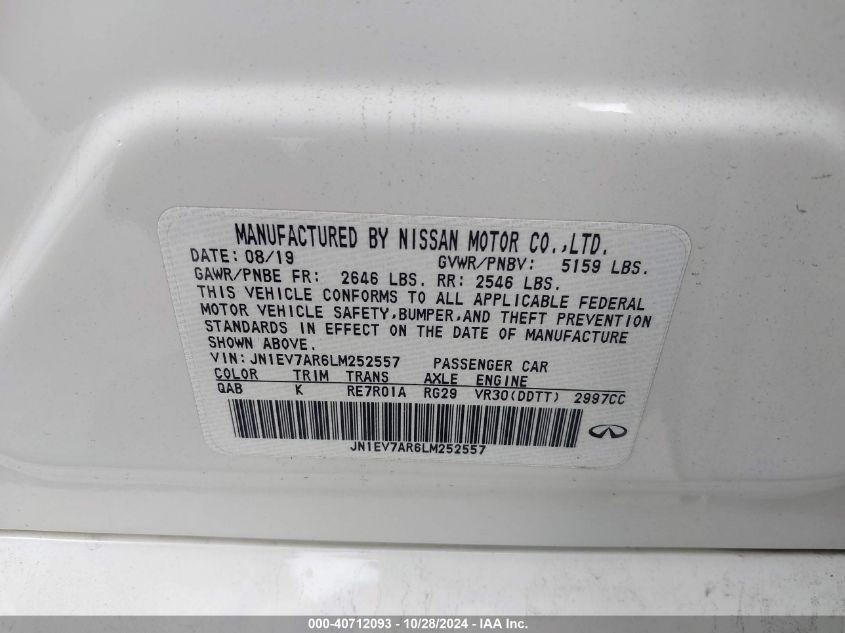 MANUFACTURED BY NISSAN MOTOR CO.,LTD.
DATE: 08/19 GVWR/PNBV: 5159 LBS.
GAWR/PNBE FR: 2646 LBS. RR: 2546 LBS.
THIS VEHICLE CONFORMS TO ALL APPLICABLE FEDERAL
MOTOR VEHICLE SAFETY,BUMPER,AND THEFT PREVENTION
STANDARDS IN EFFECT ON THE DATE OF MANUFACTURE
SHOWN ABOVE.
VIN: JN1EV7AR6LM252557 PASSENGER CAR
COLOR TRIM TRANS AXLE ENGINE
QAB K RE7R01A RG29 VR30(DDTT) 2997CC
JN1EV7AR6LM252557
000-40712093 | 10/28/2024 | IAA Inc.